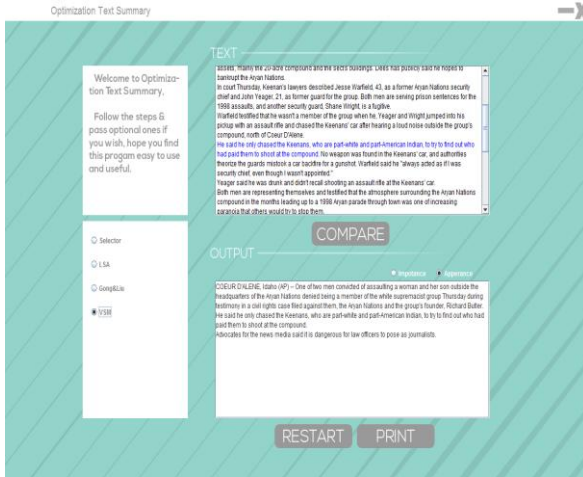 Optimization Text Summary
TEXT
Welcome to Optimiza-
tion Text Summary,
Follow the steps &
pass optional ones if
you wish, hope you find
this progam easy to use
and useful.
assets, mainly the 20-acre compound and the sect's buildings. Dees has publicly said he hopes to
bankrupt the Aryan Nations.
In court Thursday, Keenan's lawyers described Jesse Warfield, 43, as a former Aryan Nations security
chief and John Yeager, 21, as former guard for the group. Both men are serving prison sentences for the
1998 assaults, and another security guard, Shane Wright, is a fugitive.
Warfield testified that he wasn't a member of the group when he, Yeager and Wright jumped into his
pickup with an assault rifle and chased the Keenans' car after hearing a loud noise outside the group's
compound, north of Coeur D'Alene.
He said he only chased the Keenans, who are part-white and part-American Indian, to try to find out who
had paid them to shoot at the compound. No weapon was found in the Keenans' car, and authorities
theorize the guards mistook a car backfire for a gunshot. Warfield said he "always acted as if I was
security chief, even though I wasn't appointed."
Yeager said he was drunk and didn't recall shooting an assault rifle at the Keenans' car.
Both men are representing themselves and testified that the atmosphere surrounding the Aryan Nations
compound in the months leading up to a 1998 Aryan parade through town was one of increasing
paranoia that others would try to stop them.
COMPARE
Selector
LSA
Gong&Liu
VSM
OUTPUT
Impotance Apperance
COEUR D'ALENE, Idaho (AP) – One of two men convicted of assaulting a woman and her son outside the
headquarters of the Aryan Nations denied being a member of the white supremacist group Thursday during
testimony in a civil rights case filed against them, the Aryan Nations and the group's founder, Richard Butler.
He said he only chased the Keenans, who are part-white and part-American Indian, to try to find out who had
paid them to shoot at the compound.
Advocates for the news media said it is dangerous for law officers to pose as journalists.
RESTART PRINT